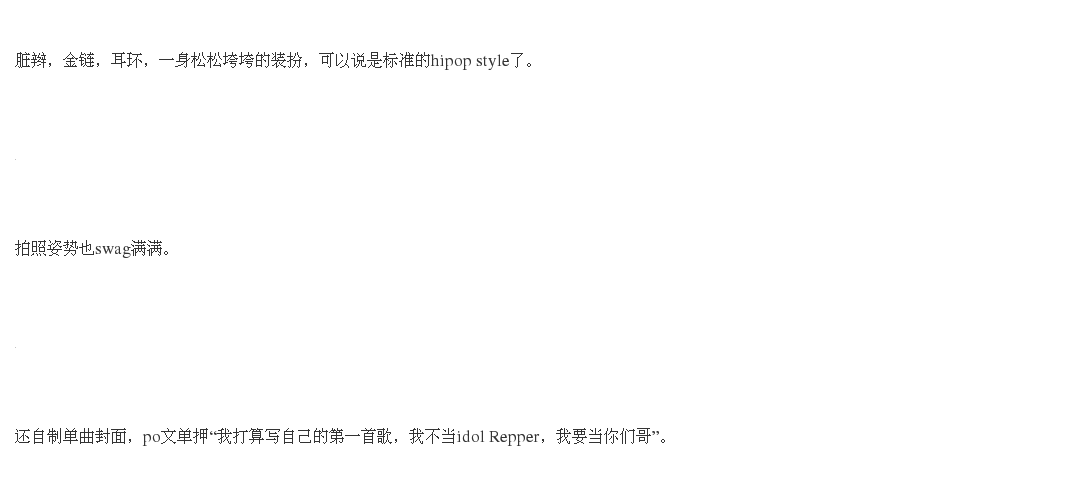 脏辫，金链，耳环，一身松松垮垮的装扮，可以说是标准的hipop style了。
拍照姿势也swag满满。
还自制单曲封面，po文单押“我打算写自己的第一首歌，我不当idol Repper，我要当你们哥”。